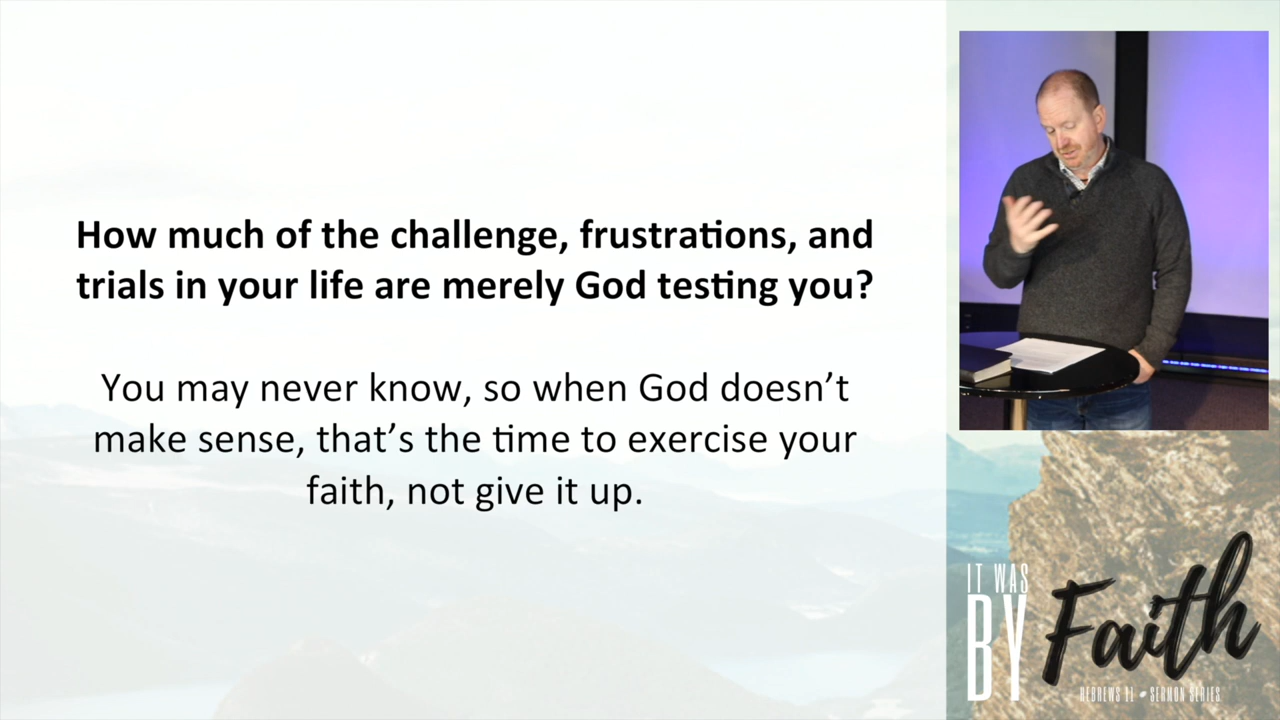 How much of the challenge, frustrations, and
trials in your life are merely God testing you?
You may never know, so when God doesn’t
make sense, that’s the time to exercise your
faith, not give it up.
IT WAS
BY
Faith
HEBREWS 11 • SERMON SERIES